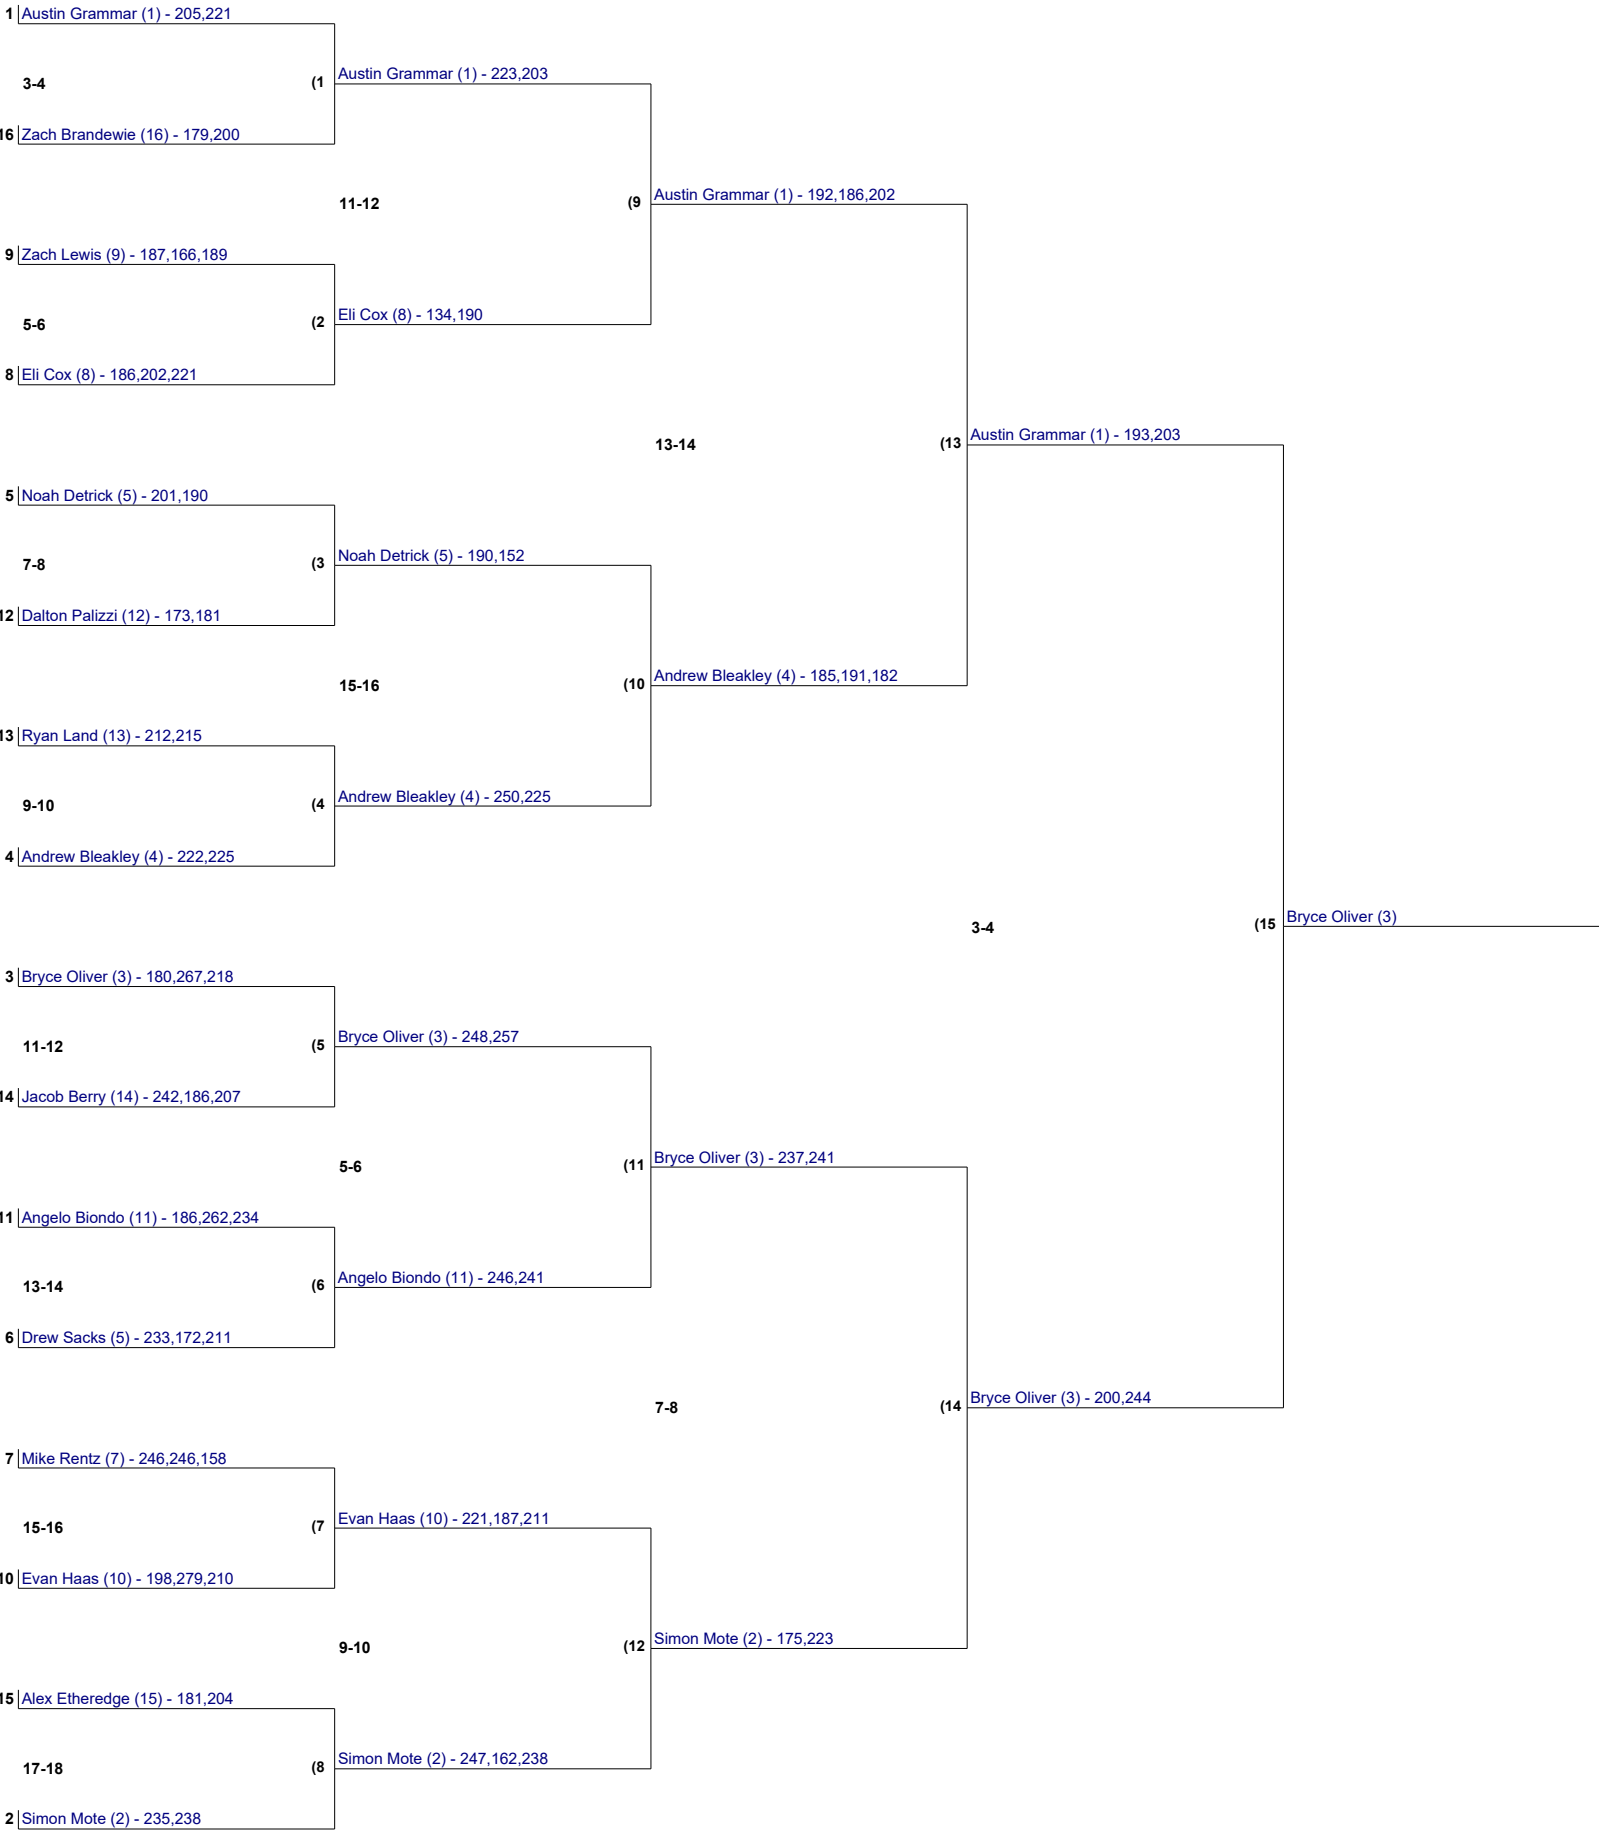 1 Austin Grammar (1) - 205,221
Austin Grammar (1) - 223,203
3-4 (1
16 Zach Brandewie (16) - 179,200
Austin Grammar (1) - 192,186,202
11-12 (9
9 Zach Lewis (9) - 187,166,189
Eli Cox (8) - 134,190
5-6 (2
8 Eli Cox (8) - 186,202,221
Austin Grammar (1) - 193,203
13-14 (13
5 Noah Detrick (5) - 201,190
Noah Detrick (5) - 190,152
7-8 (3
12 Dalton Palizzi (12) - 173,181
Andrew Bleakley (4) - 185,191,182
15-16 (10
13 Ryan Land (13) - 212,215
Andrew Bleakley (4) - 250,225
9-10 (4
4 Andrew Bleakley (4) - 222,225
Bryce Oliver (3)
3-4 (15
3 Bryce Oliver (3) - 180,267,218
Bryce Oliver (3) - 248,257
11-12 (5
14 Jacob Berry (14) - 242,186,207
Bryce Oliver (3) - 237,241
5-6 (11
11 Angelo Biondo (11) - 186,262,234
Angelo Biondo (11) - 246,241
13-14 (6
6 Drew Sacks (5) - 233,172,211
Bryce Oliver (3) - 200,244
7-8 (14
7 Mike Rentz (7) - 246,246,158
Evan Haas (10) - 221,187,211
15-16 (7
10 Evan Haas (10) - 198,279,210
Simon Mote (2) - 175,223
9-10 (12
15 Alex Etheredge (15) - 181,204
Simon Mote (2) - 247,162,238
17-18 (8
2 Simon Mote (2) - 235,238